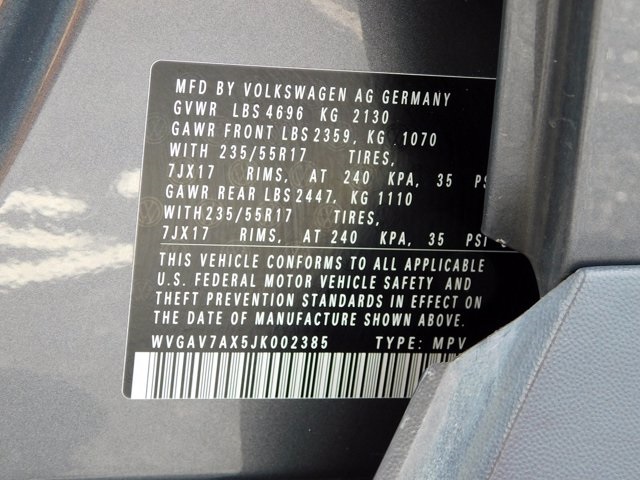 MFD BY VOLKSWAGEN AG GERMANY
GVWR LBS 4696 KG 2130
GAWR FRONT LBS 2359, KG .1070
WITH 235/55R17 TIRES,
7JX17 RIMS, AT 240 KPA, 35 PS
GAWR REAR LBS 2447, KG 1110
WITH235/55R17 TIRES,
7JX17 RIMS, AT 240 KPA, 35 PSI
THIS VEHICLE CONFORMS TO ALL APPLICABLE
U.S. FEDERAL MOTOR VEHICLE SAFETY AND
THEFT PREVENTION STANDARDS IN EFFECT ON
THE DATE OF MANUFACTURE SHOWN ABOVE.
WVGAV7AX5JK002385 TYPE: MPV